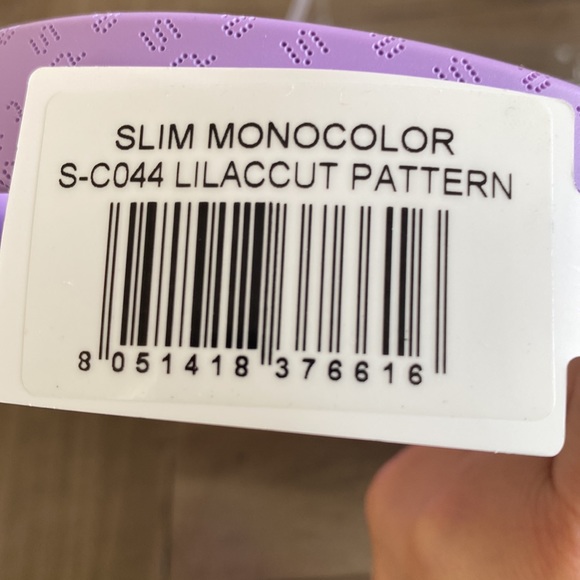 SLIM MONOCOLOR
S-C044 LILACCUT PATTERN
8 051418 376616